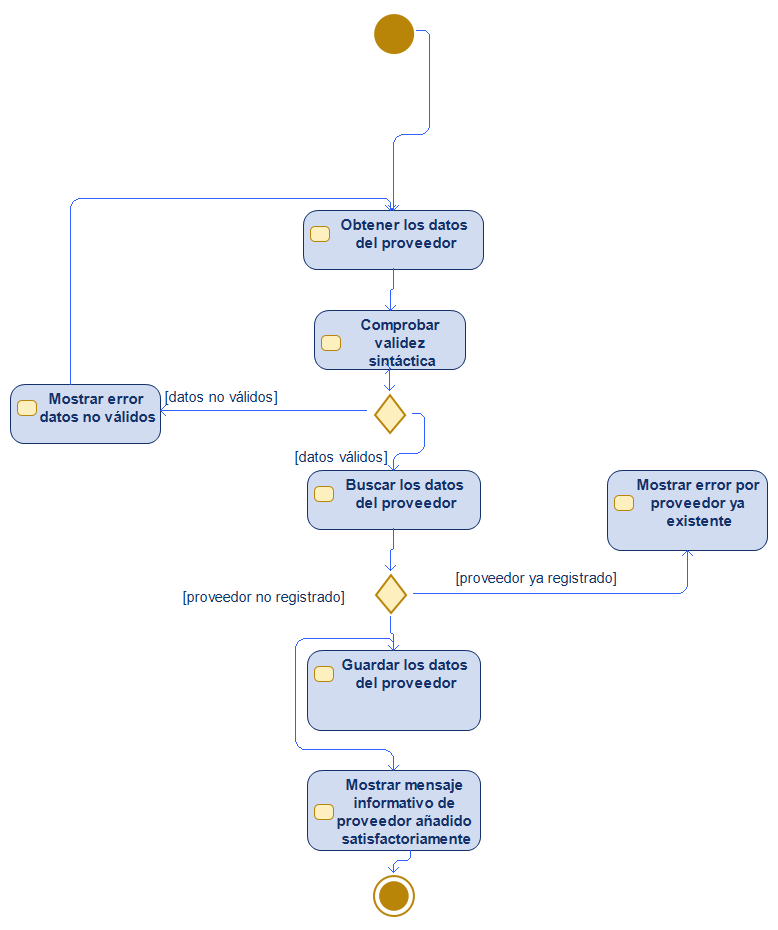 Obtener los datos
del proveedor
Comprobar
validez
sintáctica
[datos no válidos]
Mostrar error
datos no válidos
[datos válidos]
Buscar los datos
del proveedor
Mostrar error por
proveedor ya
existente
[proveedor ya registrado]
[proveedor no registrado]
Guardar los datos
del proveedor
Mostrar mensaje
informativo de
proveedor añadido
satisfactoriamente